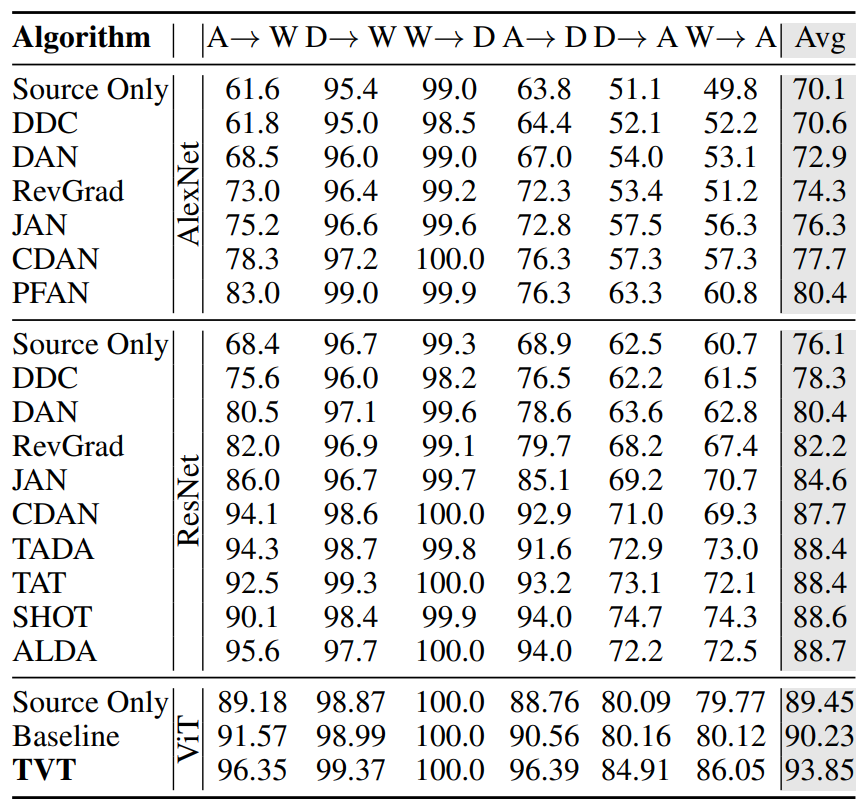 Algorithm A→ W D→ W W→ D A→ D D→ A W→ A Avg
Source Only 61.6 95.4 99.0 63.8 51.1 49.8 70.1
DDC 61.8 95.0 98.5 64.4 52.1 52.2 70.6
DAN 68.5 96.0 99.0 67.0 54.0 53.1 72.9
RevGrad 73.0 96.4 99.2 72.3 53.4 51.2 74.3
JAN 75.2 96.6 99.6 72.8 57.5 56.3 76.3
CDAN 78.3 97.2 100.0 76.3 57.3 57.3 77.7
PFAN 83.0 99.0 99.9 76.3 63.3 60.8 80.4
AlexNet
Source Only 68.4 96.7 99.3 68.9 62.5 60.7 76.1
DDC 75.6 96.0 98.2 76.5 62.2 61.5 78.3
DAN 80.5 97.1 99.6 78.6 63.6 62.8 80.4
RevGrad 82.0 96.9 99.1 79.7 68.2 67.4 82.2
JAN 86.0 96.7 99.7 85.1 69.2 70.7 84.6
CDAN 94.1 98.6 100.0 92.9 71.0 69.3 87.7
TADA 94.3 98.7 99.8 91.6 72.9 73.0 88.4
TAT 92.5 99.3 100.0 93.2 73.1 72.1 88.4
SHOT 90.1 98.4 99.9 94.0 74.7 74.3 88.6
ALDA 95.6 97.7 100.0 94.0 72.2 72.5 88.7
ResNet
Source Only 89.18 98.87 100.0 88.76 80.09 79.77 89.45
Baseline 91.57 98.99 100.0 90.56 80.16 80.12 90.23
TVT 96.35 99.37 100.0 96.39 84.91 86.05 93.85
ViT